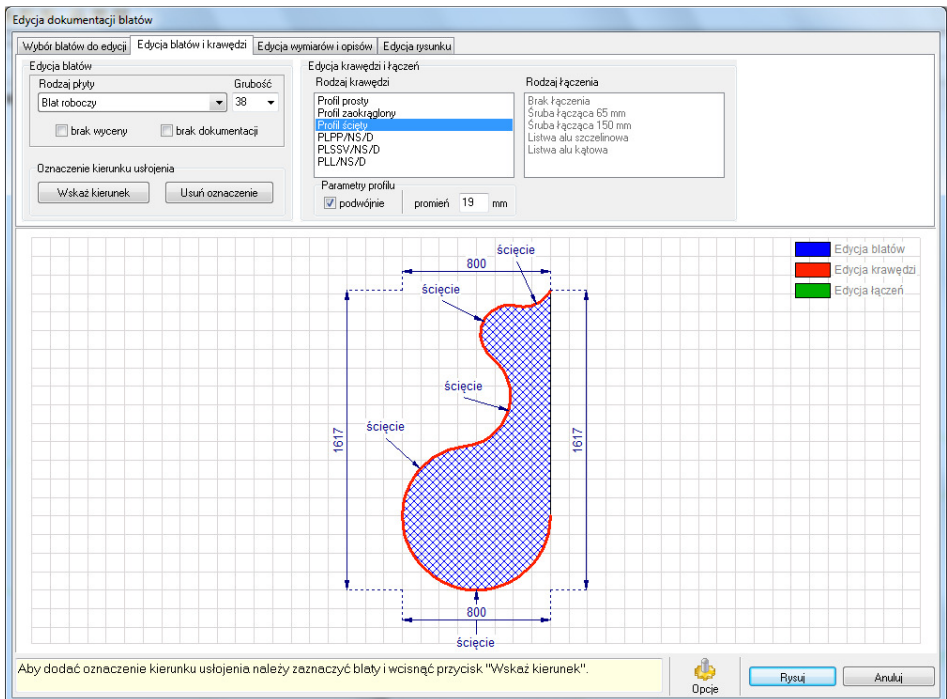 Edycja dokumentacji blatów
Wybór blatów do edycji Edycja blatów i krawędzi Edycja wymiarów i opisów Edycja rysunku
Edycja blatów
Rodzaj płyty Grubość
Blat roboczy 38
brak wyceny brak dokumentacji
Oznaczenie kierunku usłojenia
Wskaż kierunek Usuń oznaczenie
Edycja krawędzi i łączeń
Rodzaj krawędzi
Profil prosty
Profil zaokrąglony
Profil ścięty
PLPP/NS/D
PLSSV/NS/D
PLL/NS/D
Rodzaj łączenia
Brak łączenia
Śruba łącząca 65 mm
Śruba łącząca 150 mm
Listwa alu szczelinowa
Listwa alu kątowa
Parametry profilu
podwójnie promień 19 mm
ścięcie
800
ścięcie
ścięcie
ścięcie
1617
1617
800
ścięcie
Edycja blatów
Edycja krawędzi
Edycja łączeń
Aby dodać oznaczenie kierunku usłojenia należy zaznaczyć blaty i wcisnąć przycisk "Wskaż kierunek".
Opcje
Rysuj
Anuluj